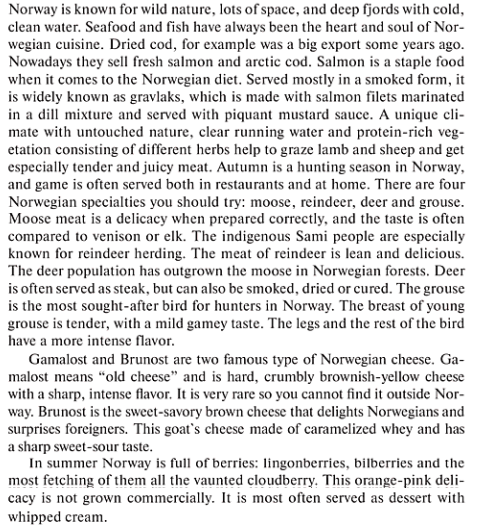 Norway is known for wild nature, lots of space, and deep fjords with cold,
clean water. Seafood and fish have always been the heart and soul of Nor-
wegian cuisine. Dried cod, for example was a big export some years ago.
Nowadays they sell fresh salmon and arctic cod. Salmon is a staple food
when it comes to the Norwegian diet. Served mostly in a smoked form, it
is widely known as gravlaks, which is made with salmon filets marinated
in a dill mixture and served with piquant mustard sauce. A unique cli-
mate with untouched nature, clear running water and protein-rich veg-
etation consisting of different herbs help to graze lamb and sheep and get
especially tender and juicy meat. Autumn is a hunting season in Norway,
and game is often served both in restaurants and at home. There are four
Norwegian specialties you should try: moose, reindeer, deer and grouse.
Moose meat is a delicacy when prepared correctly, and the taste is often
compared to venison or elk. The indigenous Sami people are especially
known for reindeer herding. The meat of reindeer is lean and delicious.
The deer population has outgrown the moose in Norwegian forests. Deer
is often served as steak, but can also be smoked, dried or cured. The grouse
is the most sought-after bird for hunters in Norway. The breast of young
grouse is tender, with a mild gamey taste. The legs and the rest of the bird
have a more intense flavor.
Gamalost and Brunost are two famous type of Norwegian cheese. Ga-
malost means “old cheese” and is hard, crumbly brownish-yellow cheese
with a sharp, intense flavor. It is very rare so you cannot find it outside Nor-
way. Brunost is the sweet-savory brown cheese that delights Norwegians and
surprises foreigners. This goat's cheese made of caramelized whey and has
a sharp sweet-sour taste.
In summer Norway is full of berries: lingonberries, bilberries and the
most fetching of them all the vaunted cloudberry. This orange-pink deli-
cacy is not grown commercially. It is most often served as dessert with
whipped cream.